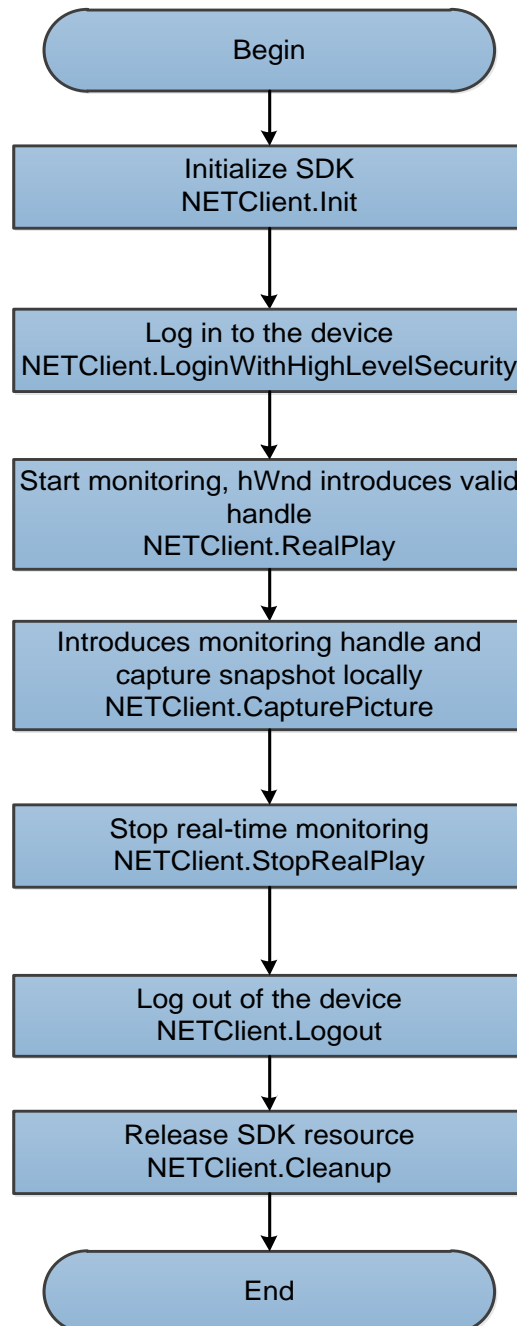 Begin
Initialize SDK
NETClient.Init
Log in to the device
NETClient.LoginWithHighLevelSecurity
Start monitoring, hWnd introduces valid
handle
NETClient.RealPlay
Introduces monitoring handle and
capture snapshot locally
NETClient.CapturePicture
Stop real-time monitoring
NETClient.StopRealPlay
Log out of the device
NETClient.Logout
Release SDK resource
NETClient.Cleanup
End